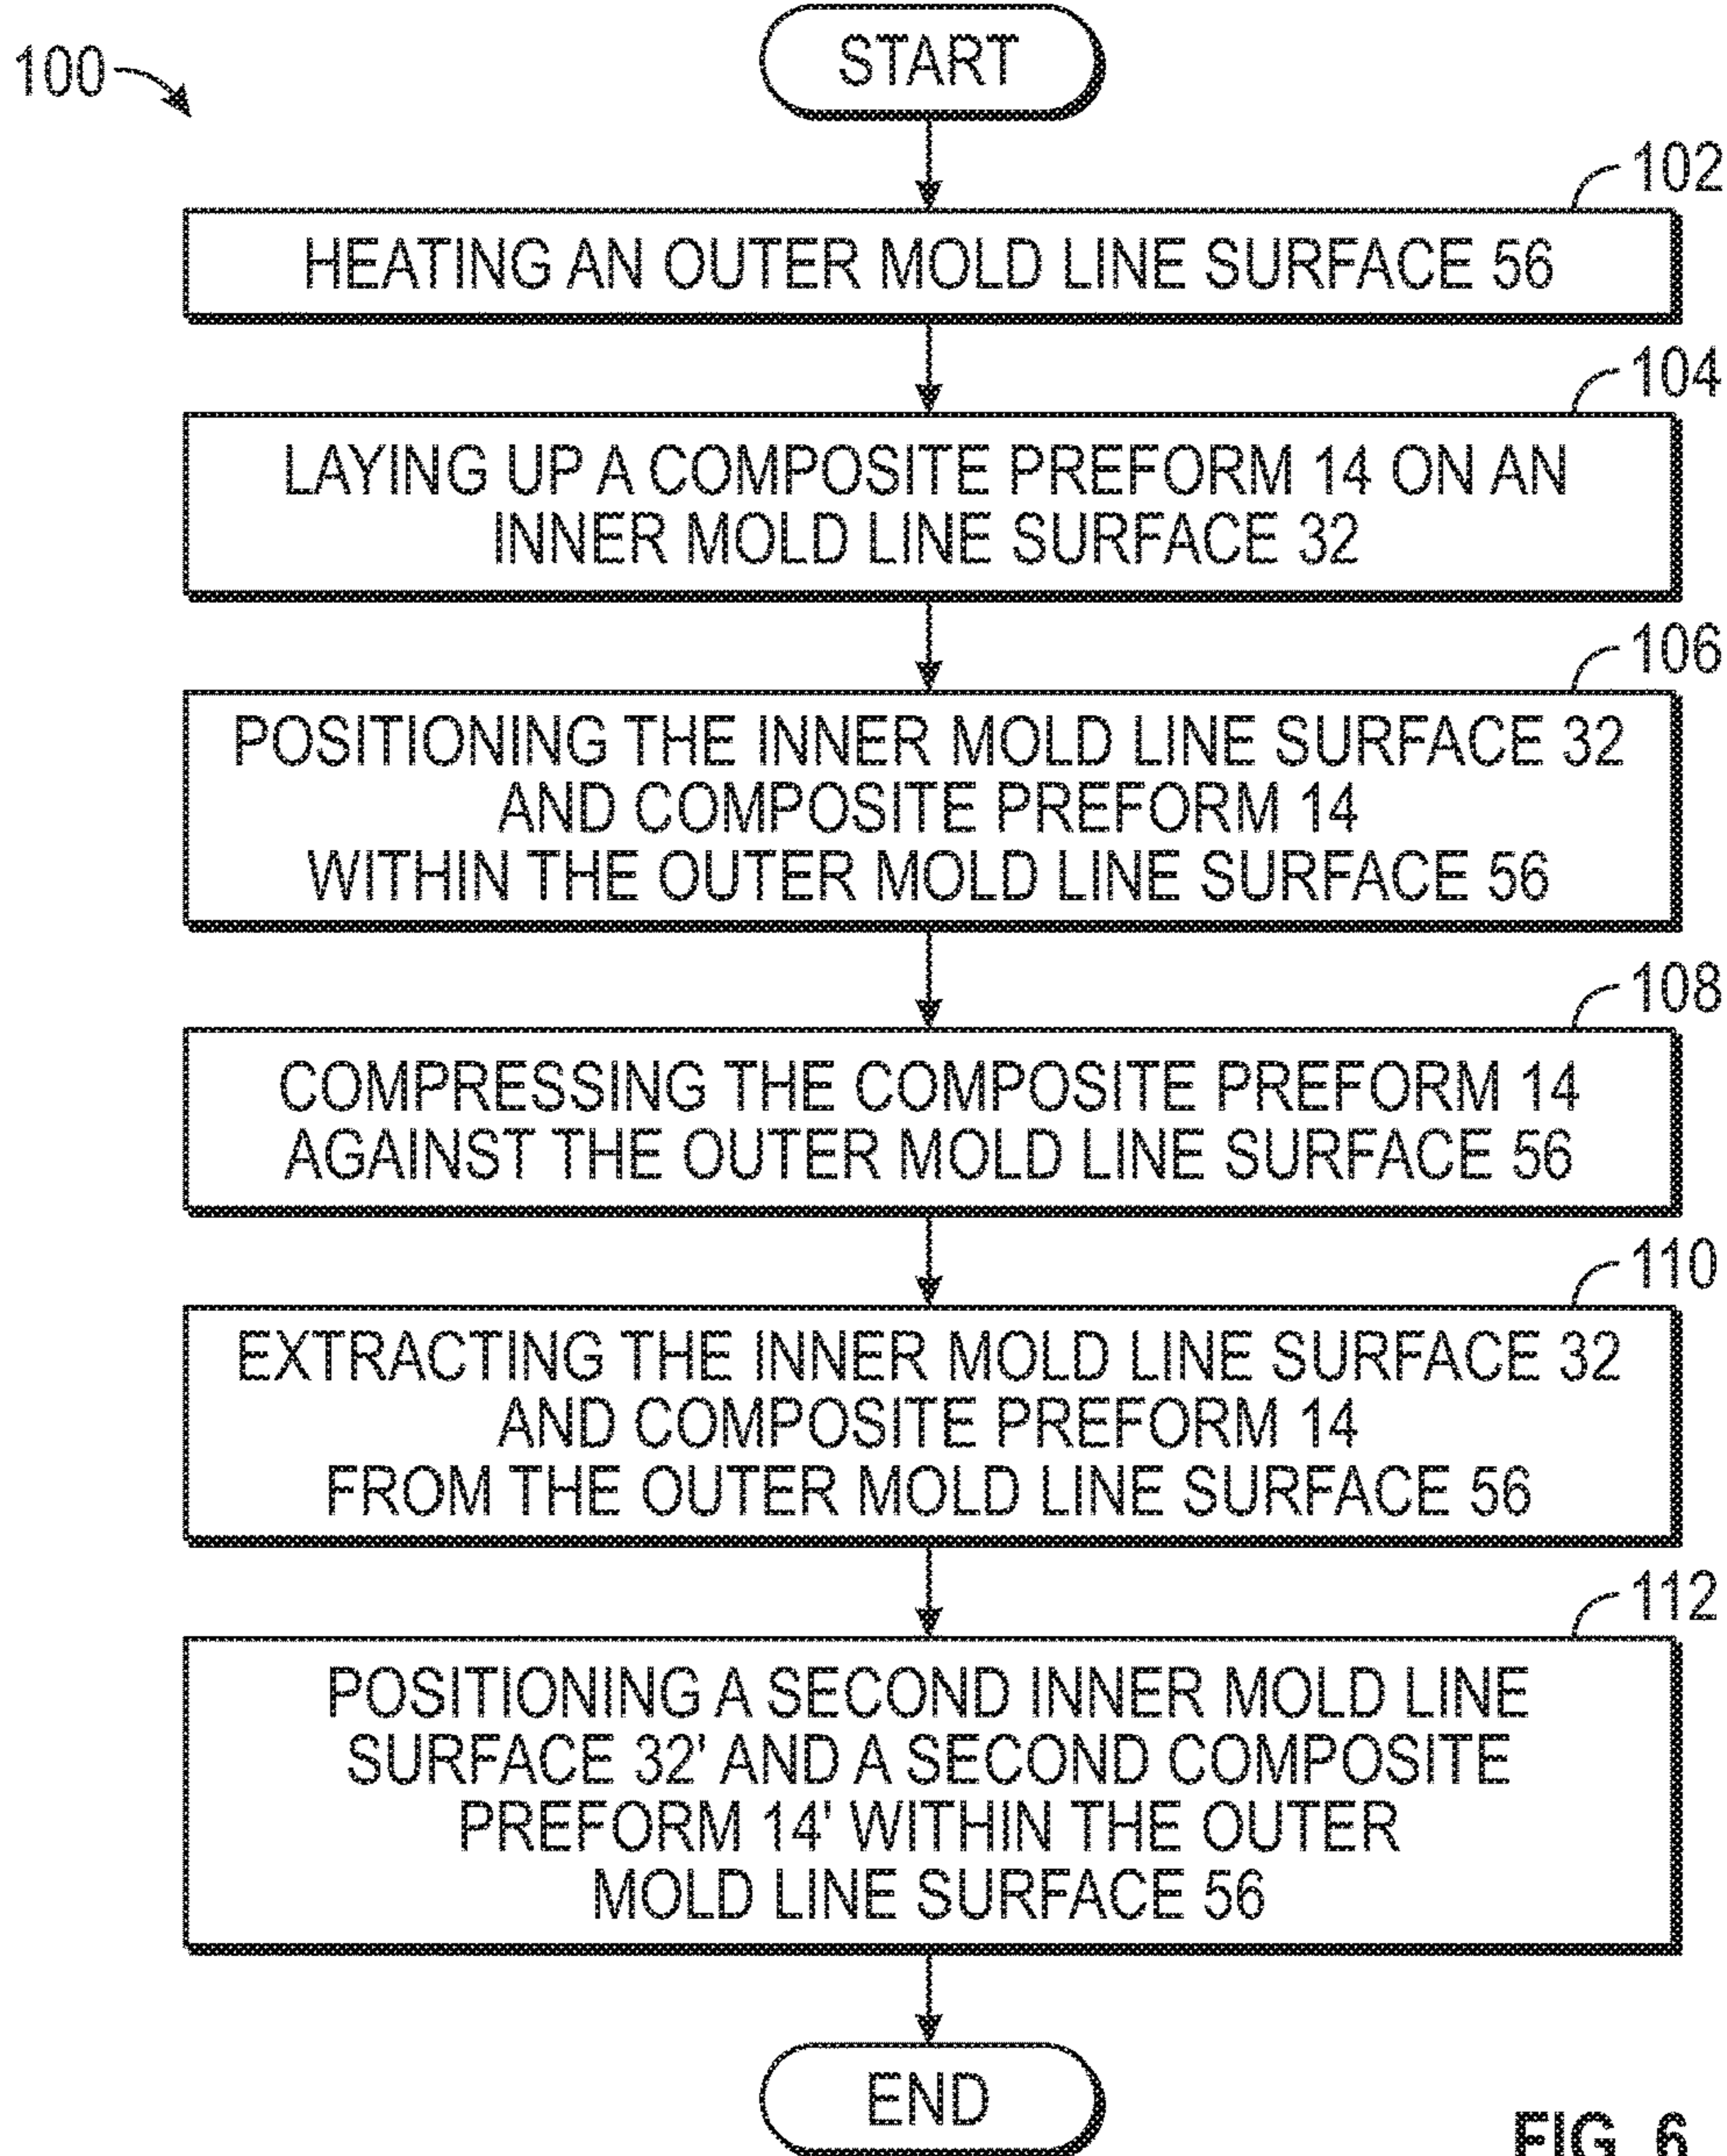 START
100
102
HEATING AN OUTER MOLD LINE SURFACE 56
104
LAYING UP A COMPOSITE PREFORM 14 ON AN
INNER MOLD LINE SURFACE 32
106
POSITIONING THE INNER MOLD LINE SURFACE 32
AND COMPOSITE PREFORM 14
WITHIN THE OUTER MOLD LINE SURFACE 56
108
COMPRESSING THE COMPOSITE PREFORM 14
AGAINST THE OUTER MOLD LINE SURFACE 56
110
EXTRACTING THE INNER MOLD LINE SURFACE 32
AND COMPOSITE PREFORM 14
FROM THE OUTER MOLD LINE SURFACE 56
112
POSITIONING A SECOND INNER MOLD LINE
SURFACE 32' AND A SECOND COMPOSITE
PREFORM 14' WITHIN THE OUTER
MOLD LINE SURFACE 56
END
FIG. 6